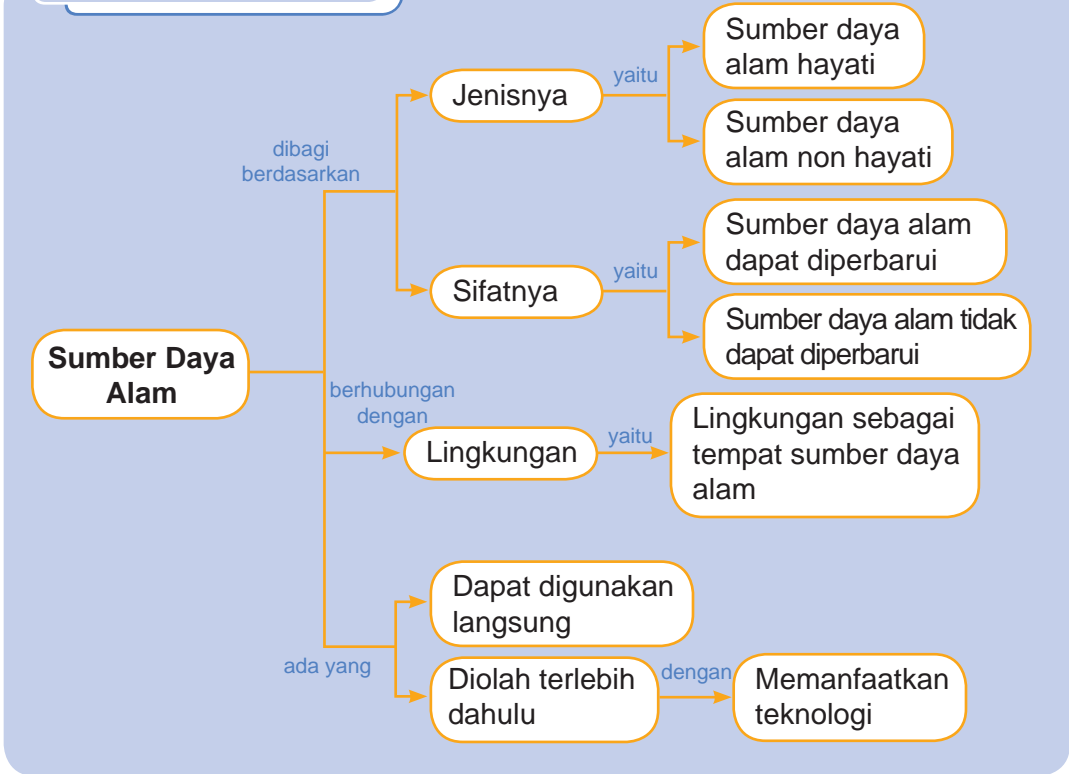 Sumber Daya
Alam
dibagi
berdasarkan
Jenisnya
yaitu
Sumber daya
alam hayati
Sumber daya
alam non hayati
Sifatnya
yaitu
Sumber daya alam
dapat diperbarui
Sumber daya alam tidak
dapat diperbarui
berhubungan
dengan
Lingkungan
yaitu
Lingkungan sebagai
tempat sumber daya
alam
ada yang
Dapat digunakan
langsung
Diolah terlebih
dahulu
dengan
Memanfaatkan
teknologi